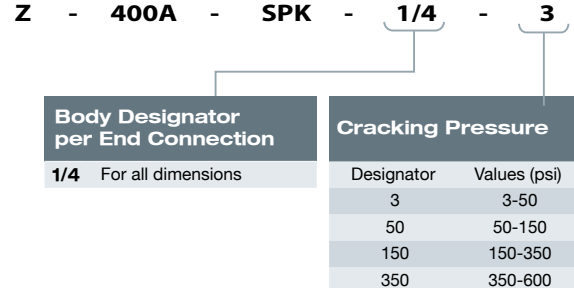 Z - 400A - SPK - 1/4 - 3
Body Designator
per End Connection
1/4 For all dimensions
Cracking Pressure
Designator Values (psi)
3 3-50
50 50-150
150 150-350
350 350-600